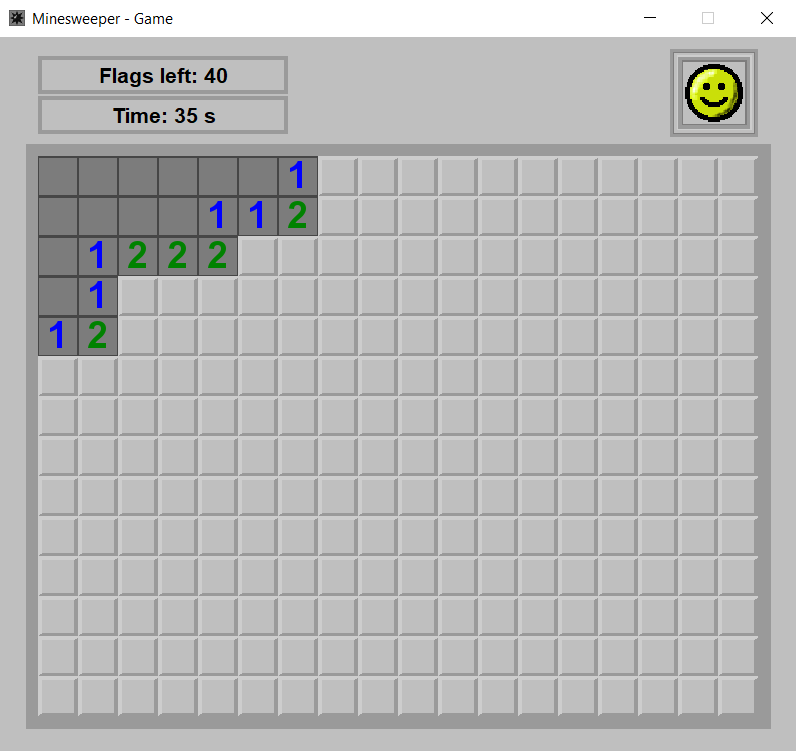 Minesweeper - Game
Flags left: 40
Time: 35 s
1
1 1 2
1 2 2 2
1
1 2